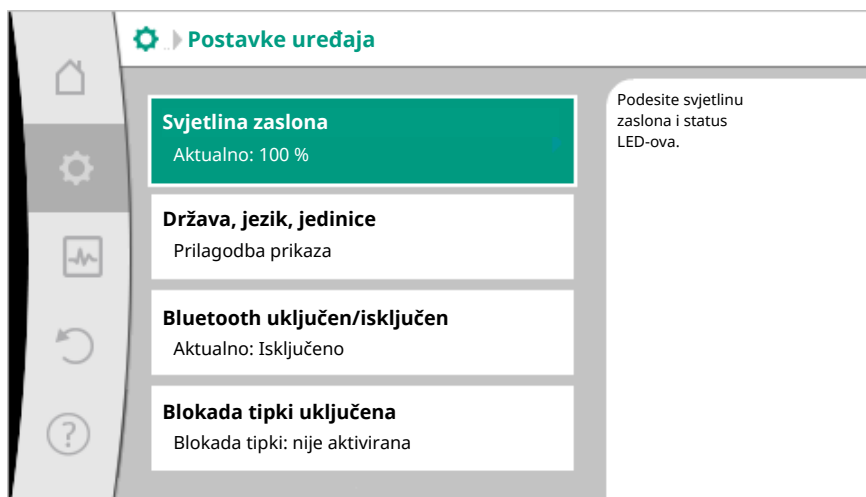 Postavke uređaja
Svjetlina zaslona
Aktualno: 100 %
Država, jezik, jedinice
Prilagodba prikaza
Bluetooth uključen/isključen
Aktualno: Isključeno
Blokada tipki uključena
Blokada tipki: nije aktivirana
Podesite svjetlinu
zaslona i status
LED-ova.